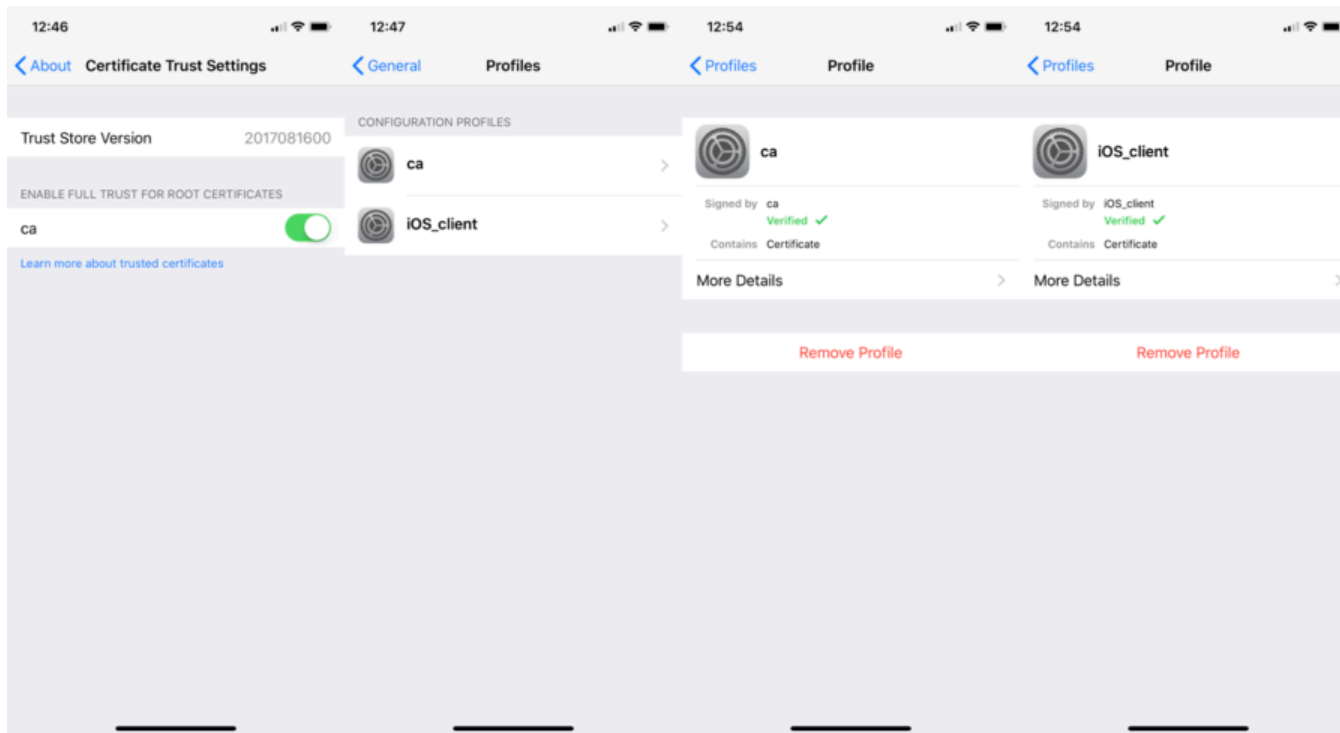 12:46
About Certificate Trust Settings
Trust Store Version 2017081600
ENABLE FULL TRUST FOR ROOT CERTIFICATES
ca
Learn more about trusted certificates
12:47
General Profiles
CONFIGURATION PROFILES
ca
iOS_client
12:54
Profiles Profile
ca
Signed by ca
Verified
Contains Certificate
More Details
Remove Profile
12:54
Profiles Profile
iOS_client
Signed by iOS_client
Verified
Contains Certificate
More Details
Remove Profile